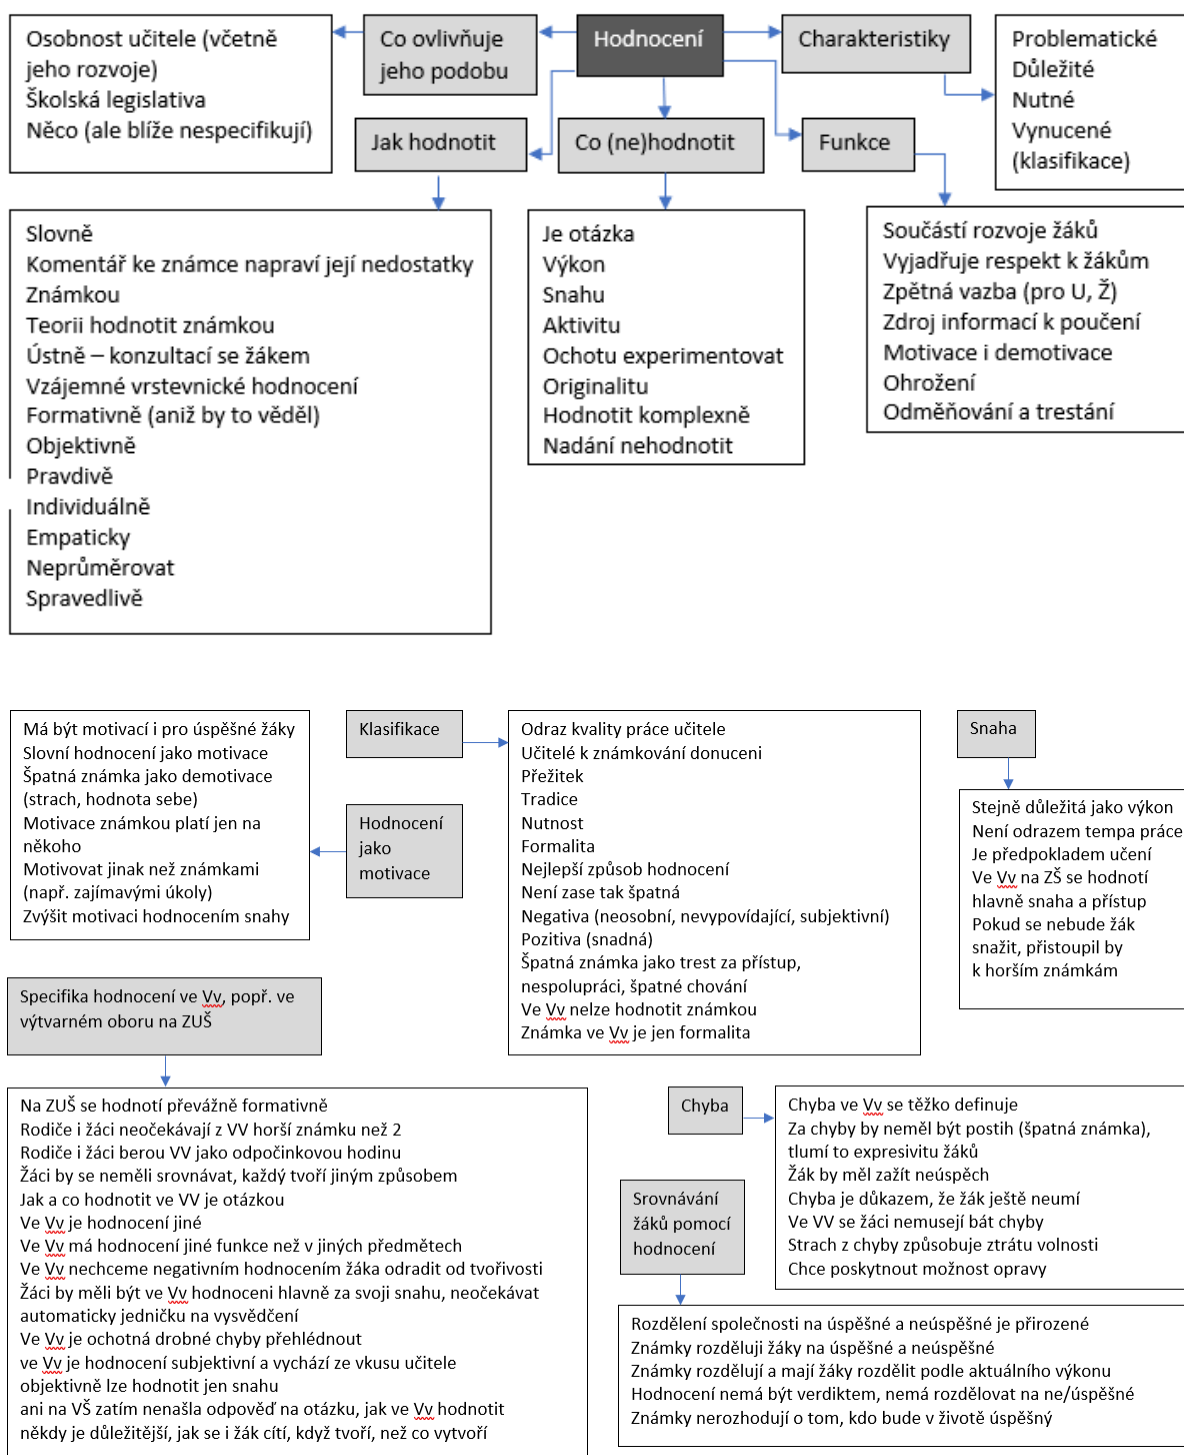 Osobnost učitele (včetně
jeho rozvoje)
Školská legislativa
Něco (ale blíže nespecifikují)
Co ovlivňuje
jeho podobu
Hodnocení
Charakteristiky
Problematické
Důležité
Nutné
Vynucené
(klasifikace)
Jak hodnotit
Co (ne)hodnotit
Funkce
Slovně
Komentář ke známce napraví její nedostatky
Známkou
Teorii hodnotit známkou
Ústně – konzultací se žákem
Vzájemné vrstevnické hodnocení
Formativně (aniž by to věděl)
Objektivně
Pravdivě
Individuálně
Empaticky
Neprůměrovat
Spravedlivě
Je otázka
Výkon
Snahu
Aktivitu
Ochotu experimentovat
Originalitu
Hodnotit komplexně
Nadání nehodnotit
Součástí rozvoje žáků
Vyjadřuje respekt k žákům
Zpětná vazba (pro U, Ž)
Zdroj informací k poučení
Motivace i demotivace
Ohrožení
Odměňování a trestání
Má být motivací i pro úspěšné žáky
Slovní hodnocení jako motivace
Špatná známka jako demotivace
(strach, hodnota sebe)
Motivace známkou platí jen na
někoho
Motivovat jinak než známkami
(např. zajímavými úkoly)
Zvýšit motivaci hodnocením snahy
Klasifikace
Hodnocení
jako
motivace
Odraz kvality práce učitele
Učitelé k známkování donuceni
Přežitek
Tradice
Nutnost
Formalita
Nejlepší způsob hodnocení
Není zase tak špatná
Negativa (neosobní, nevypovídající, subjektivní)
Pozitiva (snadná)
Špatná známka jako trest za přístup,
nespolupráci, špatné chování
Ve Vv nelze hodnotit známkou
Známka ve Vv je jen formalita
Snaha
Stejně důležitá jako výkon
Není odrazem tempa práce
Je předpokladem učení
Ve Vv na ZŠ se hodnotí
hlavně snaha a přístup
Pokud se nebude žák
snažit, přistoupil by
k horším známkám
Specifika hodnocení ve Vv, popř. ve
výtvarném oboru na ZUŠ
Na ZUŠ se hodnotí převážně formativně
Rodiče i žáci neočekávají z VV horší známku než 2
Rodiče i žáci berou VV jako odpočinkovou hodinu
Žáci by se neměli srovnávat, každý tvoří jiným způsobem
Jak a co hodnotit ve VV je otázkou
Ve Vv je hodnocení jiné
Ve Vv má hodnocení jiné funkce než v jiných předmětech
Ve Vv nechceme negativním hodnocením žáka odradit od tvořivosti
Žáci by měli být ve Vv hodnoceni hlavně za svoji snahu, neočekávat
automaticky jedničku na vysvědčení
Ve Vv je ochotná drobné chyby přehlédnout
ve Vv je hodnocení subjektivní a vychází ze vkusu učitele
objektivně lze hodnotit jen snahu
ani na VŠ zatím nenašla odpověď na otázku, jak ve Vv hodnotit
někdy je důležitější, jak se i žák cítí, když tvoří, než co vytvoří
Chyba
Chyba ve Vv se těžko definuje
Za chyby by neměl být postih (špatná známka),
tlumí to expresivitu žáků
Žák by měl zažít neúspěch
Chyba je důkazem, že žák ještě neumí
Ve VV se žáci nemusejí bát chyby
Strach z chyby způsobuje ztrátu volnosti
Chce poskytnout možnost opravy
Srovnávání
žáků pomocí
hodnocení
Rozdělení společnosti na úspěšné a neúspěšné je přirozené
Známky rozděluji žáky na úspěšné a neúspěšné
Známky rozdělují a mají žáky rozdělit podle aktuálního výkonu
Hodnocení nemá být verdiktem, nemá rozdělovat na ne/úspěšné
Známky nerozhodují o tom, kdo bude v životě úspěšný